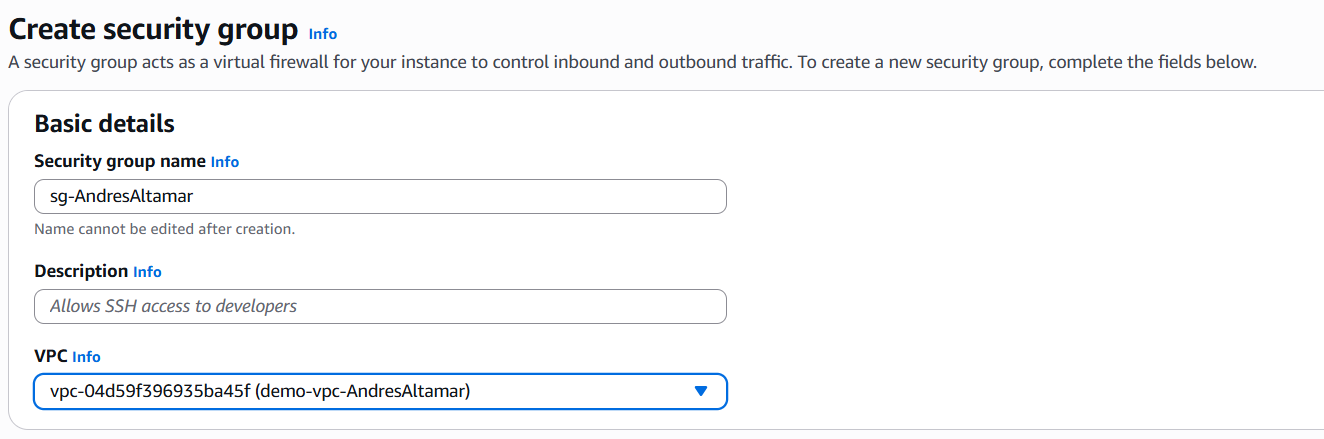 Create security group Info
A security group acts as a virtual firewall for your instance to control inbound and outbound traffic. To create a new security group, complete the fields below.
Basic details
Security group name Info
sg-AndresAltamar
Name cannot be edited after creation.
Description Info
Allows SSH access to developers
VPC Info
vpc-04d59f396935ba45f (demo-vpc-AndresAltamar)